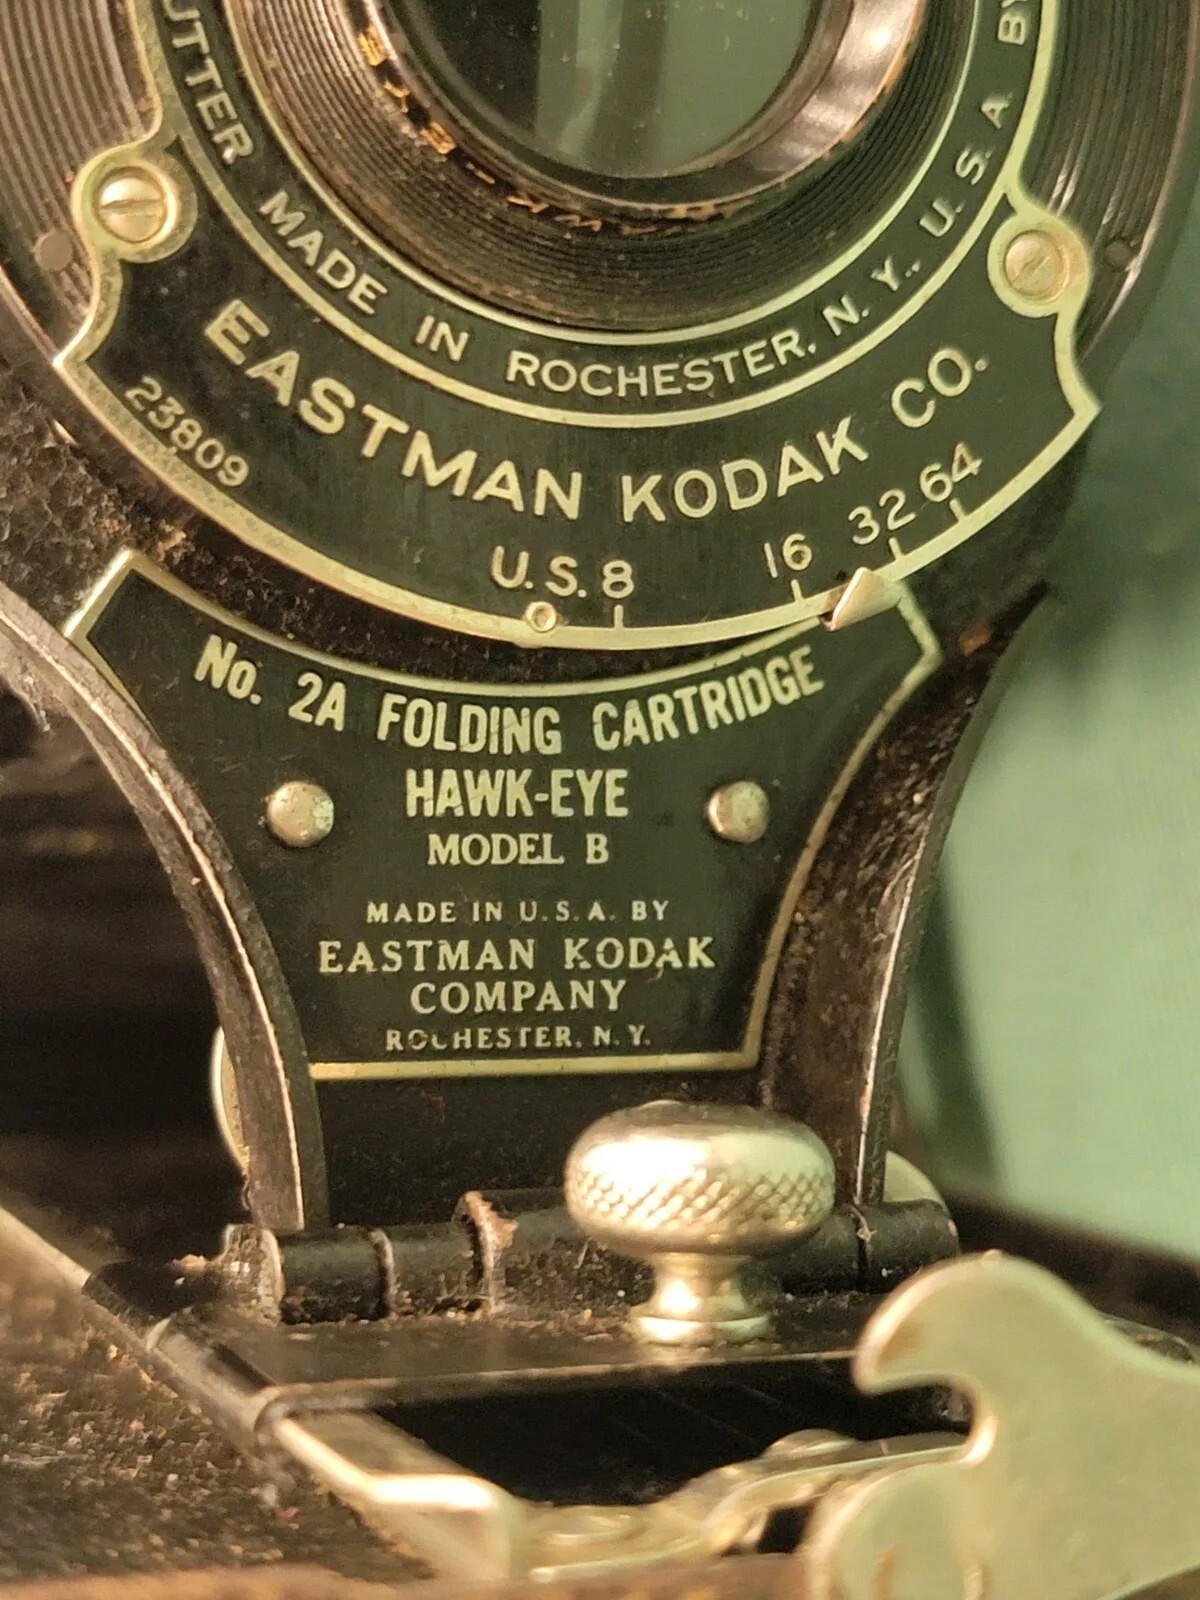 UTTER MADE IN ROCHESTER, N. Y., U. S. A. BY
EASTMAN KODAK CO.
23809
U.S. 8 16 32 64
No. 2A FOLDING CARTRIDGE
HAWK-EYE
MODEL B
MADE IN U.S.A. BY
EASTMAN KODAK
COMPANY
ROCHESTER, N. Y.